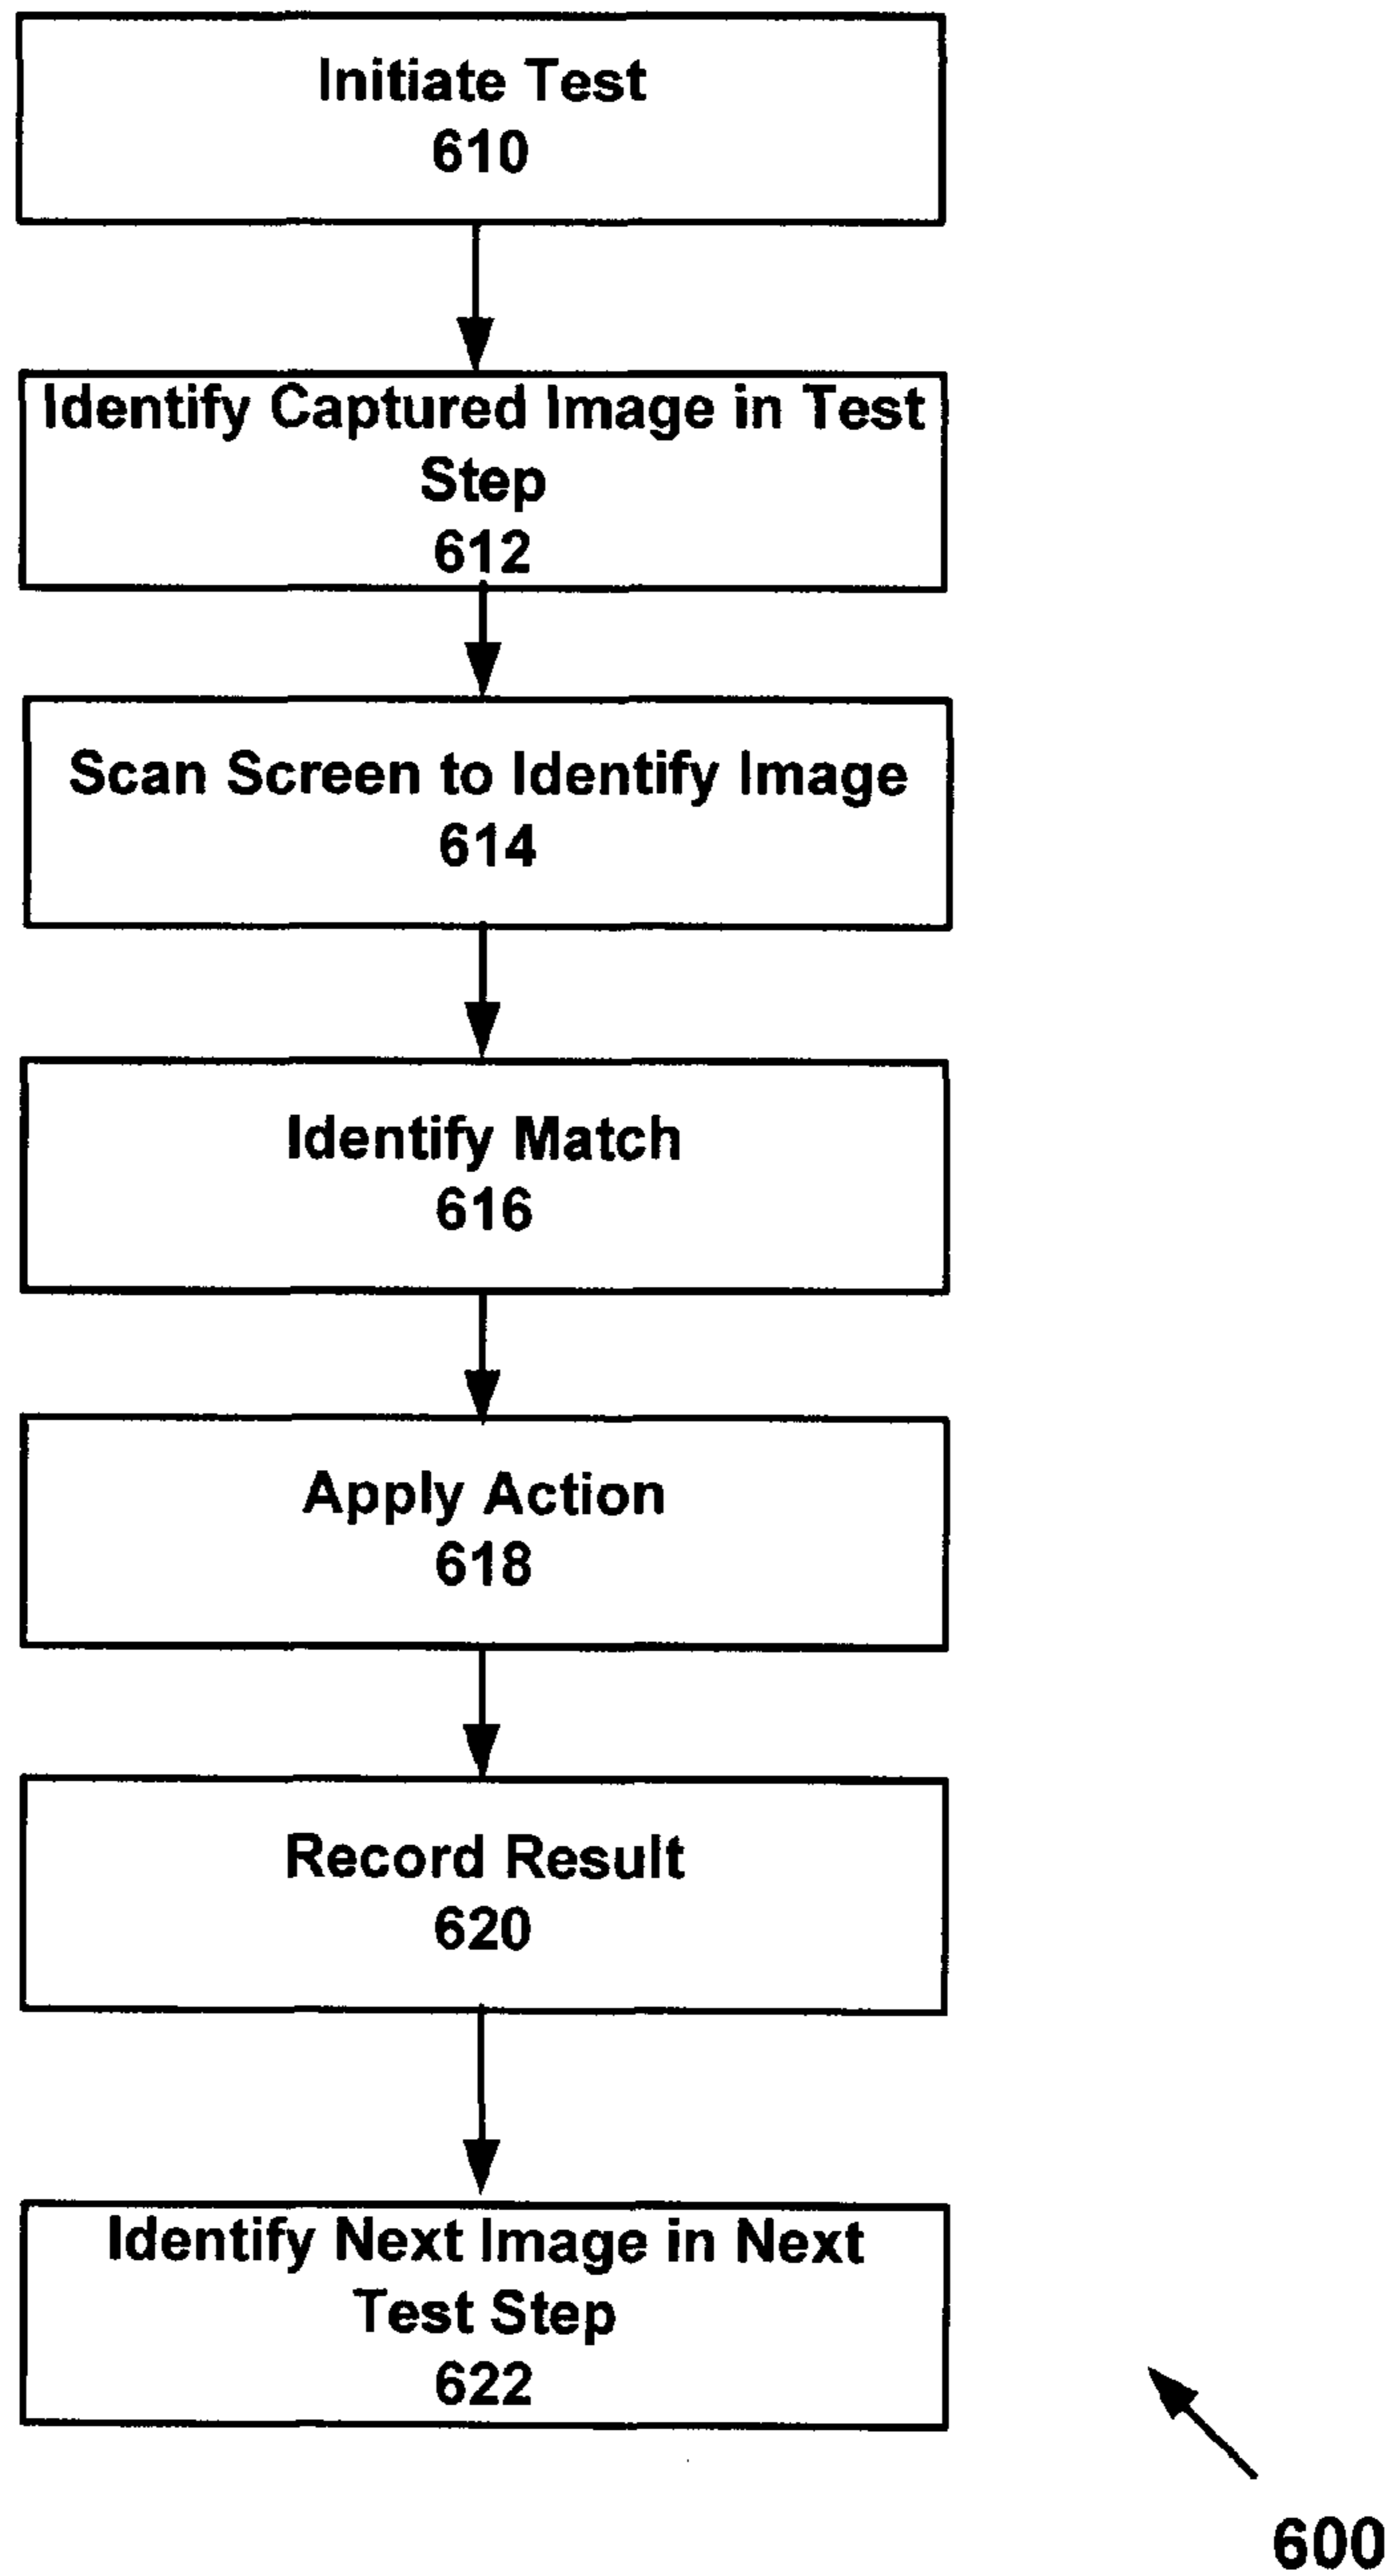 Initiate Test
610
Identify Captured Image in Test
Step
612
Scan Screen to Identify Image
614
Identify Match
616
Apply Action
618
Record Result
620
Identify Next Image in Next
Test Step
622
600